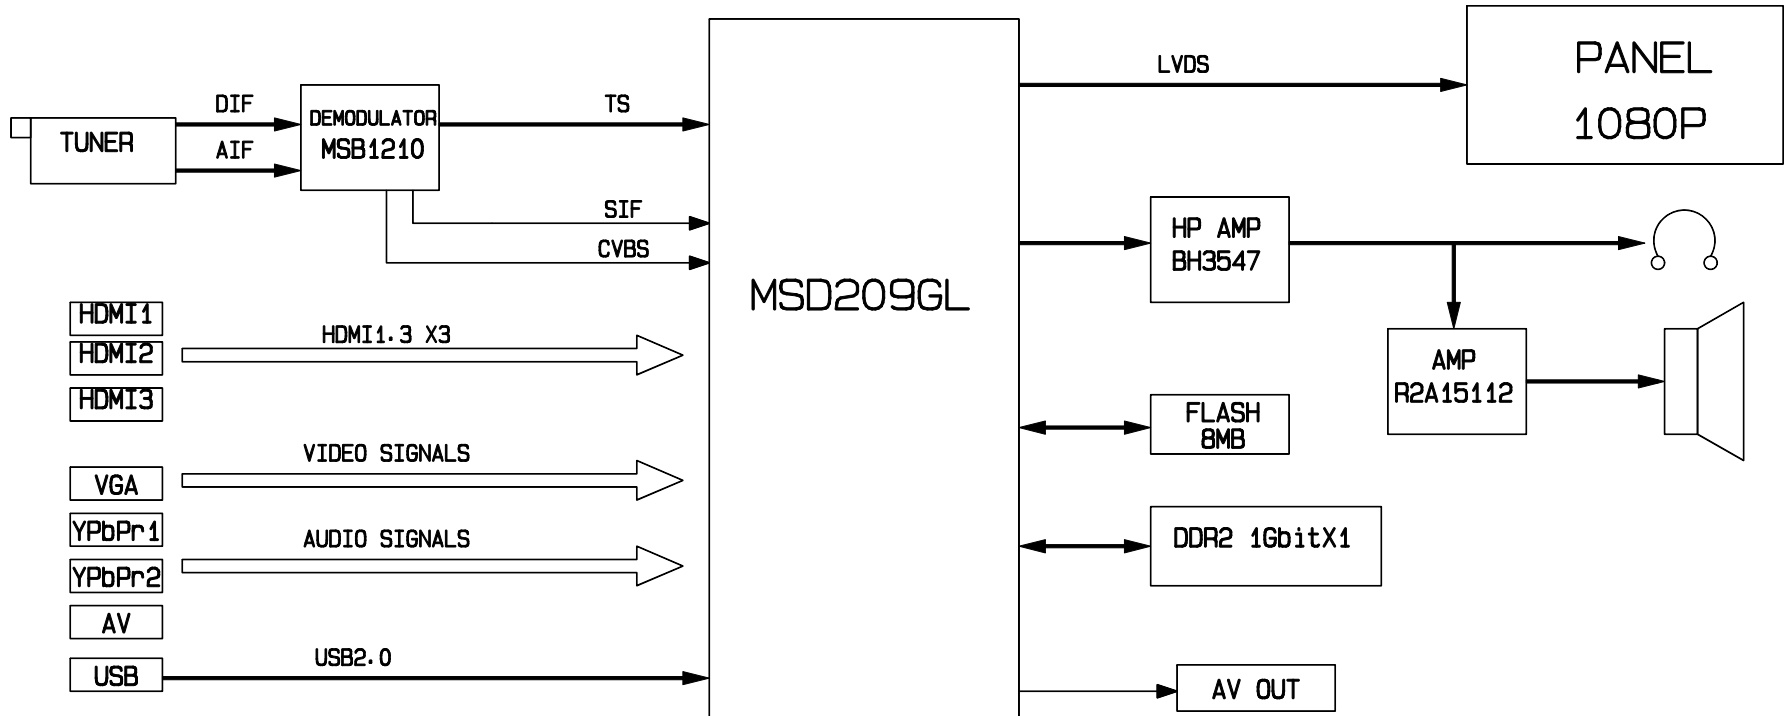 TUNER
DIF
AIF
DEMODULATOR
MSB1210
TS
SIF
CVBS
HDMI1
HDMI2
HDMI3
HDMI1.3 X3
VIDEO SIGNALS
VGA
YPbPr1
AUDIO SIGNALS
YPbPr2
AV
USB
USB2.0
MSD209GL
LVDS
PANEL
1080P
HP AMP
BH3547
AMP
R2A15112
FLASH
8MB
DDR2 1GbitX1
AV OUT